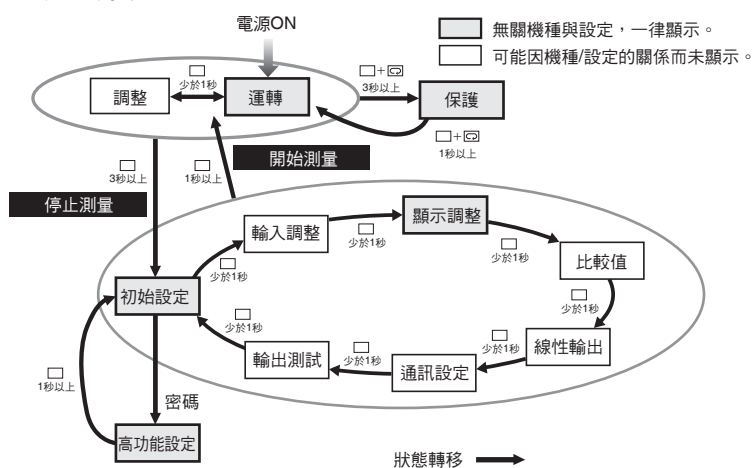 電源ON
無關機種與設定，一律顯示。
可能因機種/設定的關係而未顯示。
調整
少於1秒
運轉
3秒以上
保護
1秒以上
開始測量
3秒以上
1秒以上
停止測量
輸入調整
少於1秒
顯示調整
少於1秒
比較值
少於1秒
初始設定
少於1秒
少於1秒
輸出測試
少於1秒
通訊設定
少於1秒
線性輸出
1秒以上
密碼
高功能設定
狀態轉移